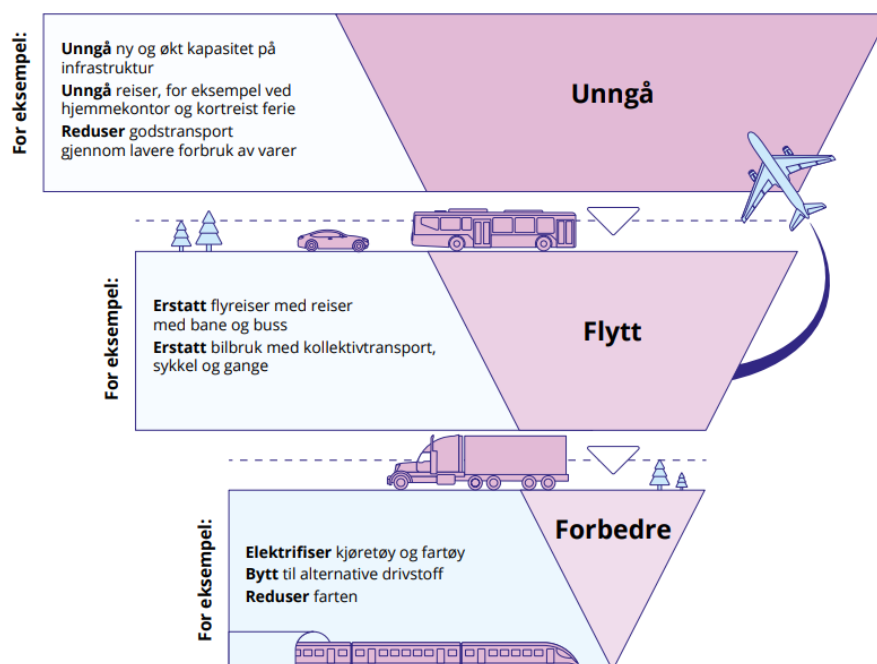 For eksempel:
Unngå ny og økt kapasitet på
infrastruktur
Unngå reiser, for eksempel ved
hjemmekontor og kortreist ferie
Reduser godstransport
gjennom lavere forbruk av varer
Unngå
For eksempel:
Erstatt flyreiser med reiser
med bane og buss
Erstatt bilbruk med kollektivtransport,
sykkel og gange
Flytt
For eksempel:
Elektrifiser kjøretøy og fartøy
Bytt til alternative drivstoff
Reduser farten
Forbedre